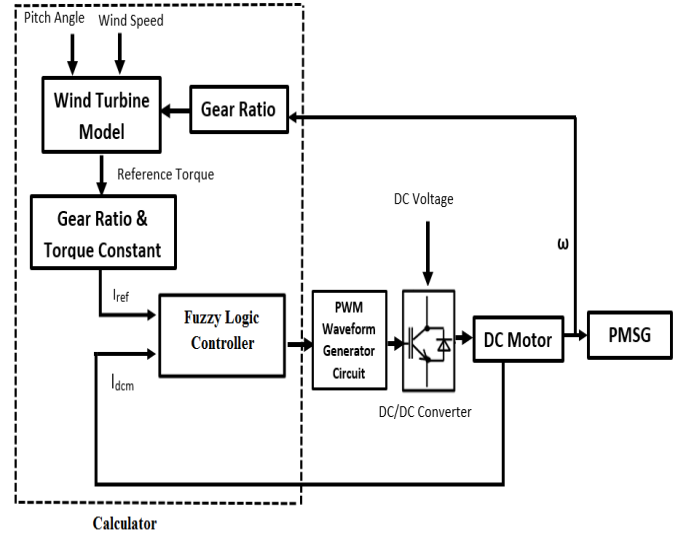 Pitch Angle
Wind Speed
Wind Turbine
Model
Gear Ratio
Reference Torque
Gear Ratio &
Torque Constant
DC Voltage
ω
Iref
Fuzzy Logic
Controller
Idcm
PWM
Waveform
Generator
Circuit
DC Motor
PMSG
DC/DC Converter
Calculator